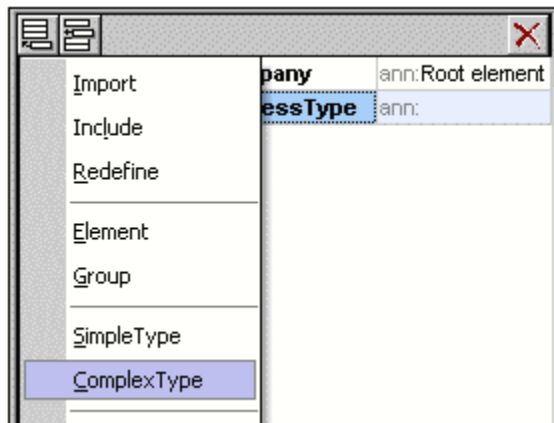 Import
pany ann:Root element
Include
essType ann:
Redefine
Element
Group
SimpleType
ComplexType